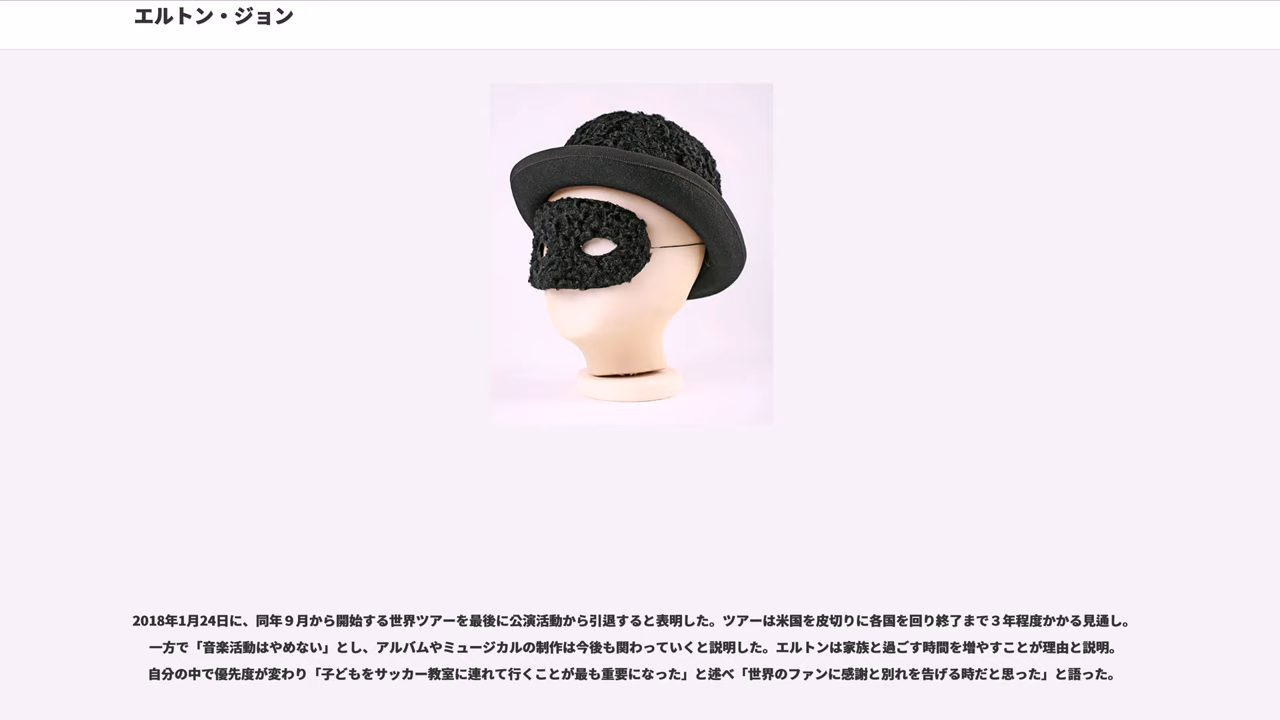 エルトン・ジョン
2018年1月24日に、同年９月から開始する世界ツアーを最後に公演活動から引退すると表明した。ツアーは米国を皮切りに各国を回り終了まで３年程度かかる見通し。
一方で「音楽活動はやめない」とし、アルバムやミュージカルの制作は今後も関わっていくと説明した。エルトンは家族と過ごす時間を増やすことが理由と説明。
自分の中で優先度が変わり「子どもをサッカー教室に連れて行くことが最も重要になった」と述べ「世界のファンに感謝と別れを告げる時だと思った」と語った。